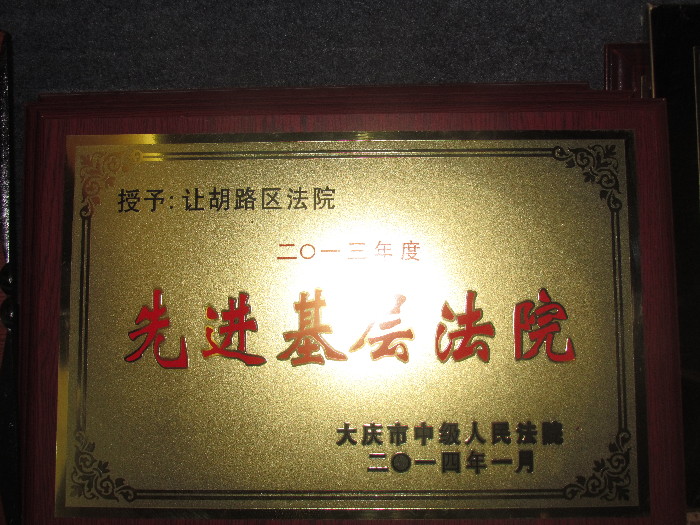 授予:让胡路区法院
二〇一三年度
先进基层法院
大庆市中级人民法院
二〇一四年一月